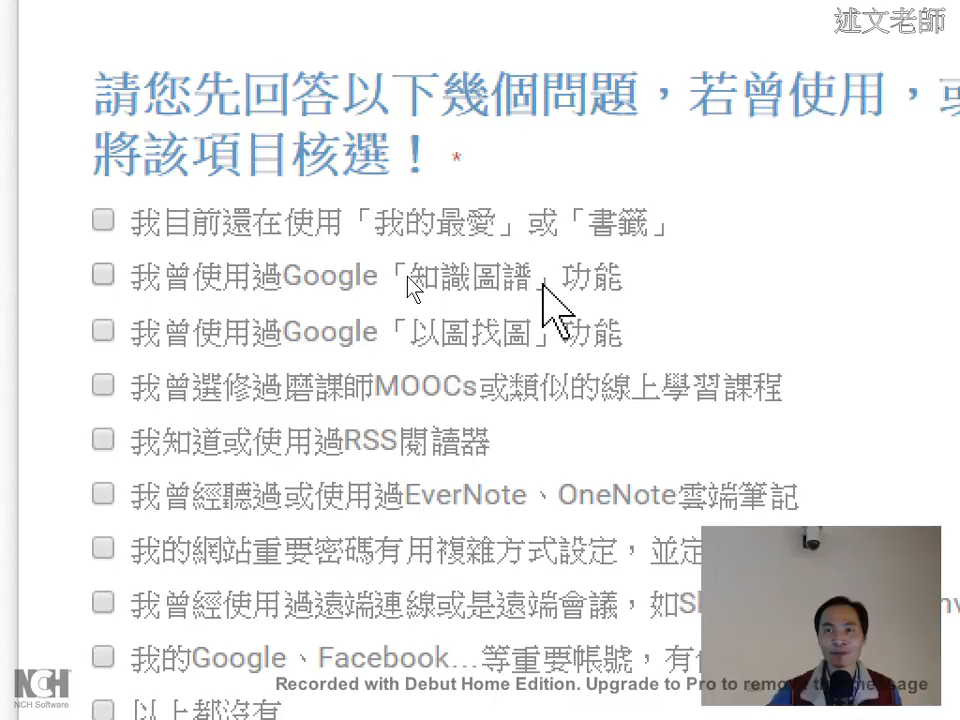 述文老師
請您先回答以下幾個問題，若曾使用，或
將該項目核選！ *
我目前還在使用「我的最愛」或「書籤」
我曾使用過Google「知識圖譜」功能
我曾使用過Google「以圖找圖」功能
我曾選修過磨課師MOOCs或類似的線上學習課程
我知道或使用過RSS閱讀器
我曾經聽過或使用過EverNote、OneNote雲端筆記
我的網站重要密碼有用複雜方式設定，並定
我曾經使用過遠端連線或是遠端會議，如S
我的Google、Facebook...等重要帳號，有
以上都沒有
NCH
NCH Software
Recorded with Debut Home Edition. Upgrade to Pro to remove this message